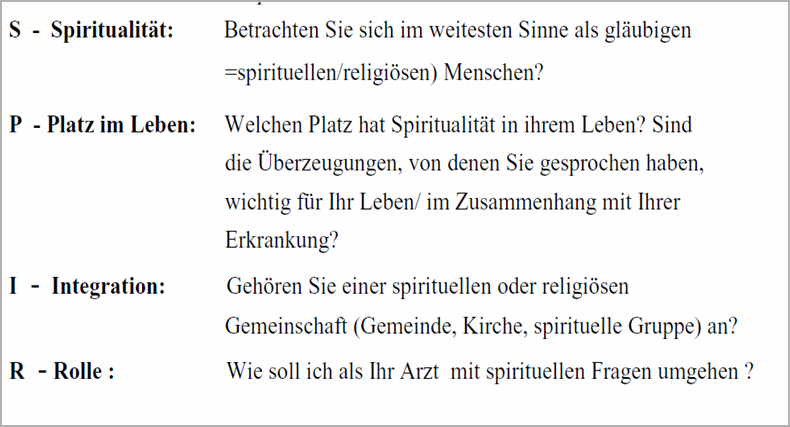 S - Spiritualität: Betrachten Sie sich im weitesten Sinne als gläubigen
=spirituellen/religiösen) Menschen?
P - Platz im Leben: Welchen Platz hat Spiritualität in ihrem Leben? Sind
die Überzeugungen, von denen Sie gesprochen haben,
wichtig für Ihr Leben/ im Zusammenhang mit Ihrer
Erkrankung?
I - Integration: Gehören Sie einer spirituellen oder religiösen
Gemeinschaft (Gemeinde, Kirche, spirituelle Gruppe) an?
R - Rolle : Wie soll ich als Ihr Arzt mit spirituellen Fragen umgehen ?